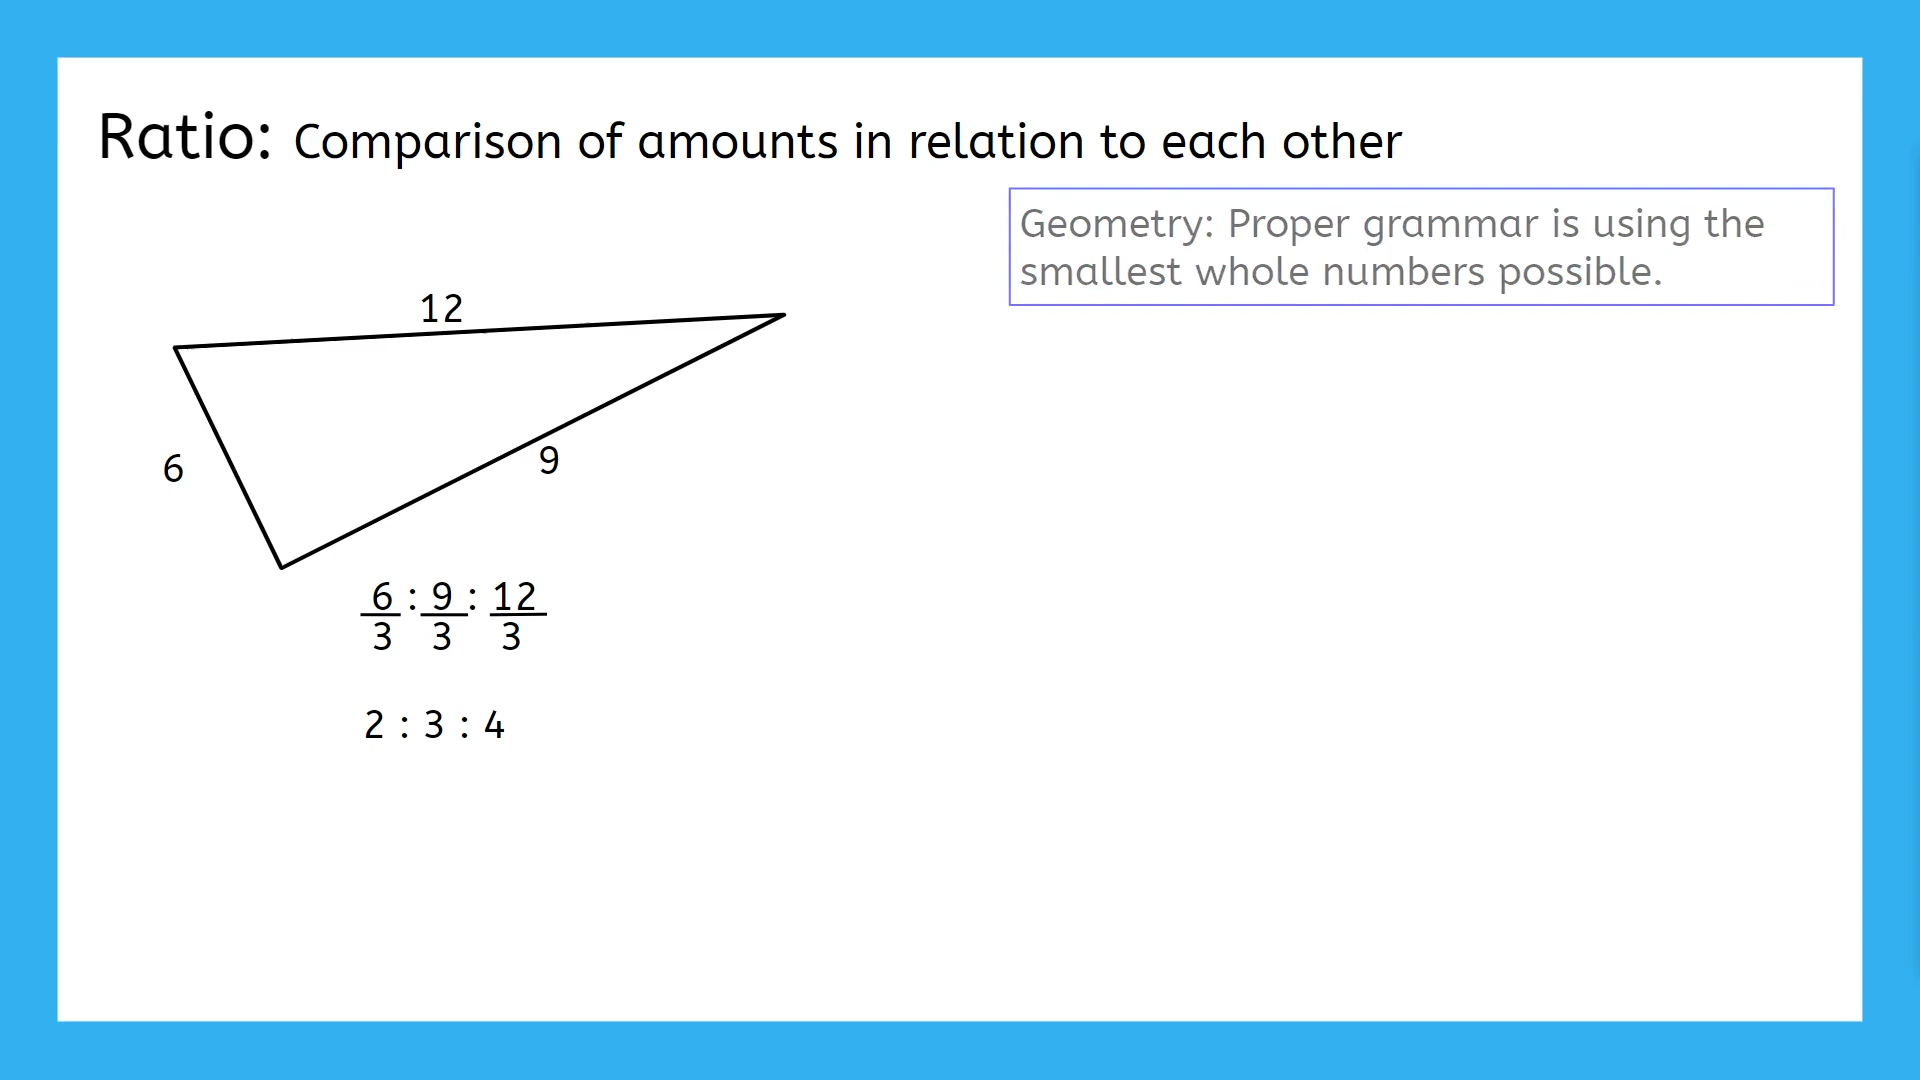 Ratio: Comparison of amounts in relation to each other
Geometry: Proper grammar is using the
smallest whole numbers possible.
12
6
9
6 : 9 : 12
3 3 3
2 : 3 : 4